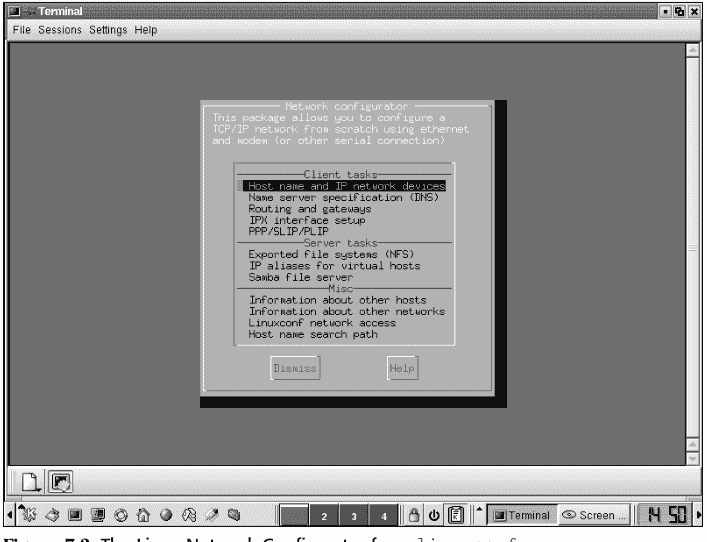 Terminal
File Sessions Settings Help
Network configurator
This package allows you to configure a
TCP/IP network from scratch using ethernet
and modem (or other serial connection)
Client tasks
Host name and IP network devices
Name server specification (DNS)
Routing and gateways
IPX interface setup
PPP/SLIP/PLIP
Server tasks
Exported file systems (NFS)
IP aliases for virtual hosts
Samba file server
Misc
Information about other hosts
Information about other networks
Linuxconf network access
Host name search path
Dismiss Help
2 3 4 Terminal Screen ... 14 50